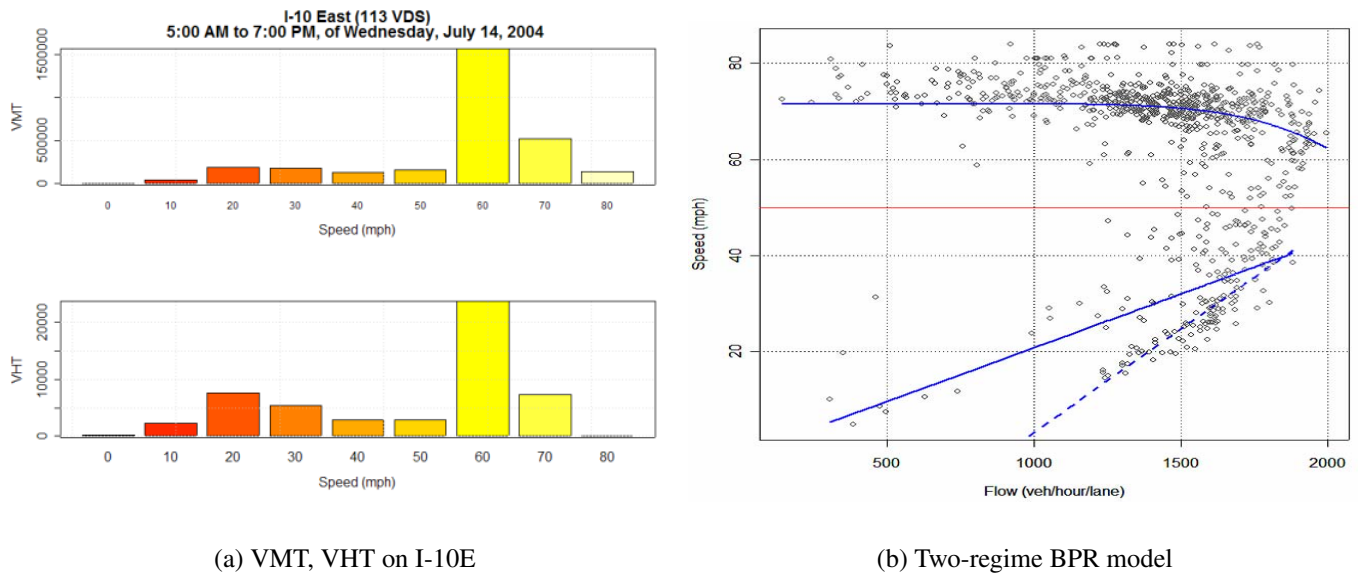 I-10 East (113 VDS)
5:00 AM to 7:00 PM, of Wednesday, July 14, 2004
VMT
1500000
500000
0
0 10 20 30 40 50 60 70 80
Speed (mph)
VHT
20000
10000
0
0 10 20 30 40 50 60 70 80
Speed (mph)
(a) VMT, VHT on I-10E
Speed (mph)
80
60
40
20
500 1000 1500 2000
Flow (veh/hour/lane)
(b) Two-regime BPR model